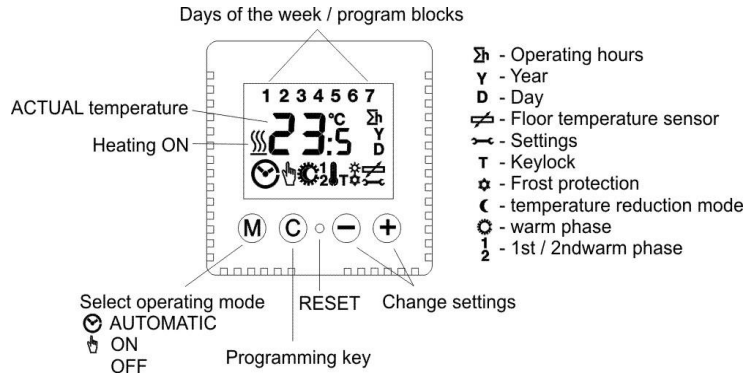 Days of the week / program blocks
ACTUAL temperature
Heating ON
1 2 3 4 5 6 7
23:5 °C
Σh
Y
D
1
2
T
M C − +
Select operating mode
AUTOMATIC
ON
OFF
Programming key
RESET
Change settings
Σh - Operating hours
Y - Year
D - Day
- Floor temperature sensor
- Settings
T - Keylock
- Frost protection
- temperature reduction mode
- warm phase
1
2 - 1st / 2ndwarm phase